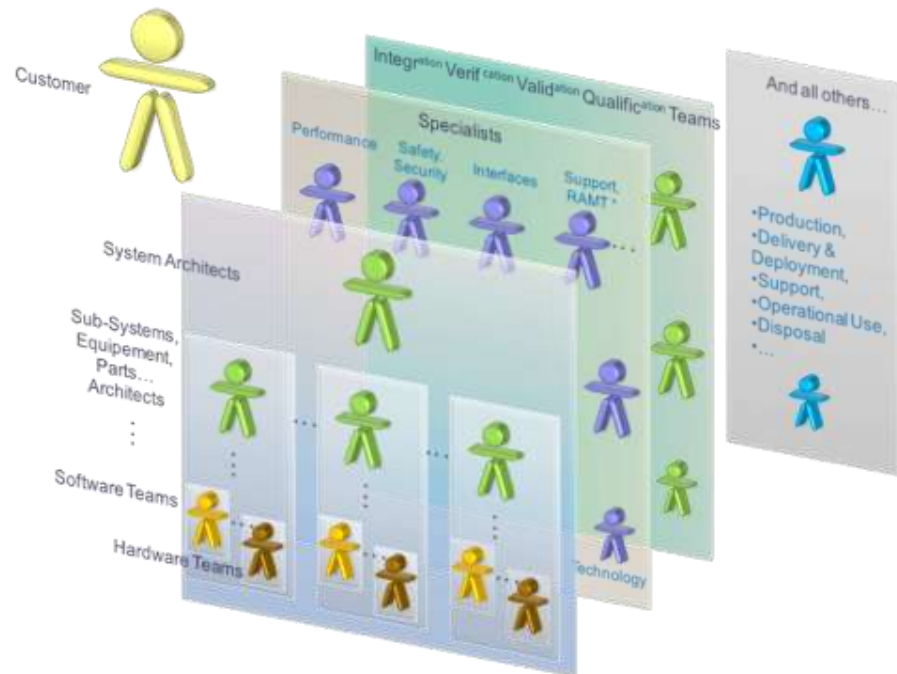 Customer
Integration Verification Validation Qualification Teams
And all others…
Specialists
Performance
Safety,
Security
Interfaces
Support,
RAMT *
•Production,
•Delivery &
Deployment,
•Support,
•Operational Use,
•Disposal
•…
System Architects
Sub-Systems,
Equipement,
Parts…
Architects
Software Teams
Hardware Teams
Technology